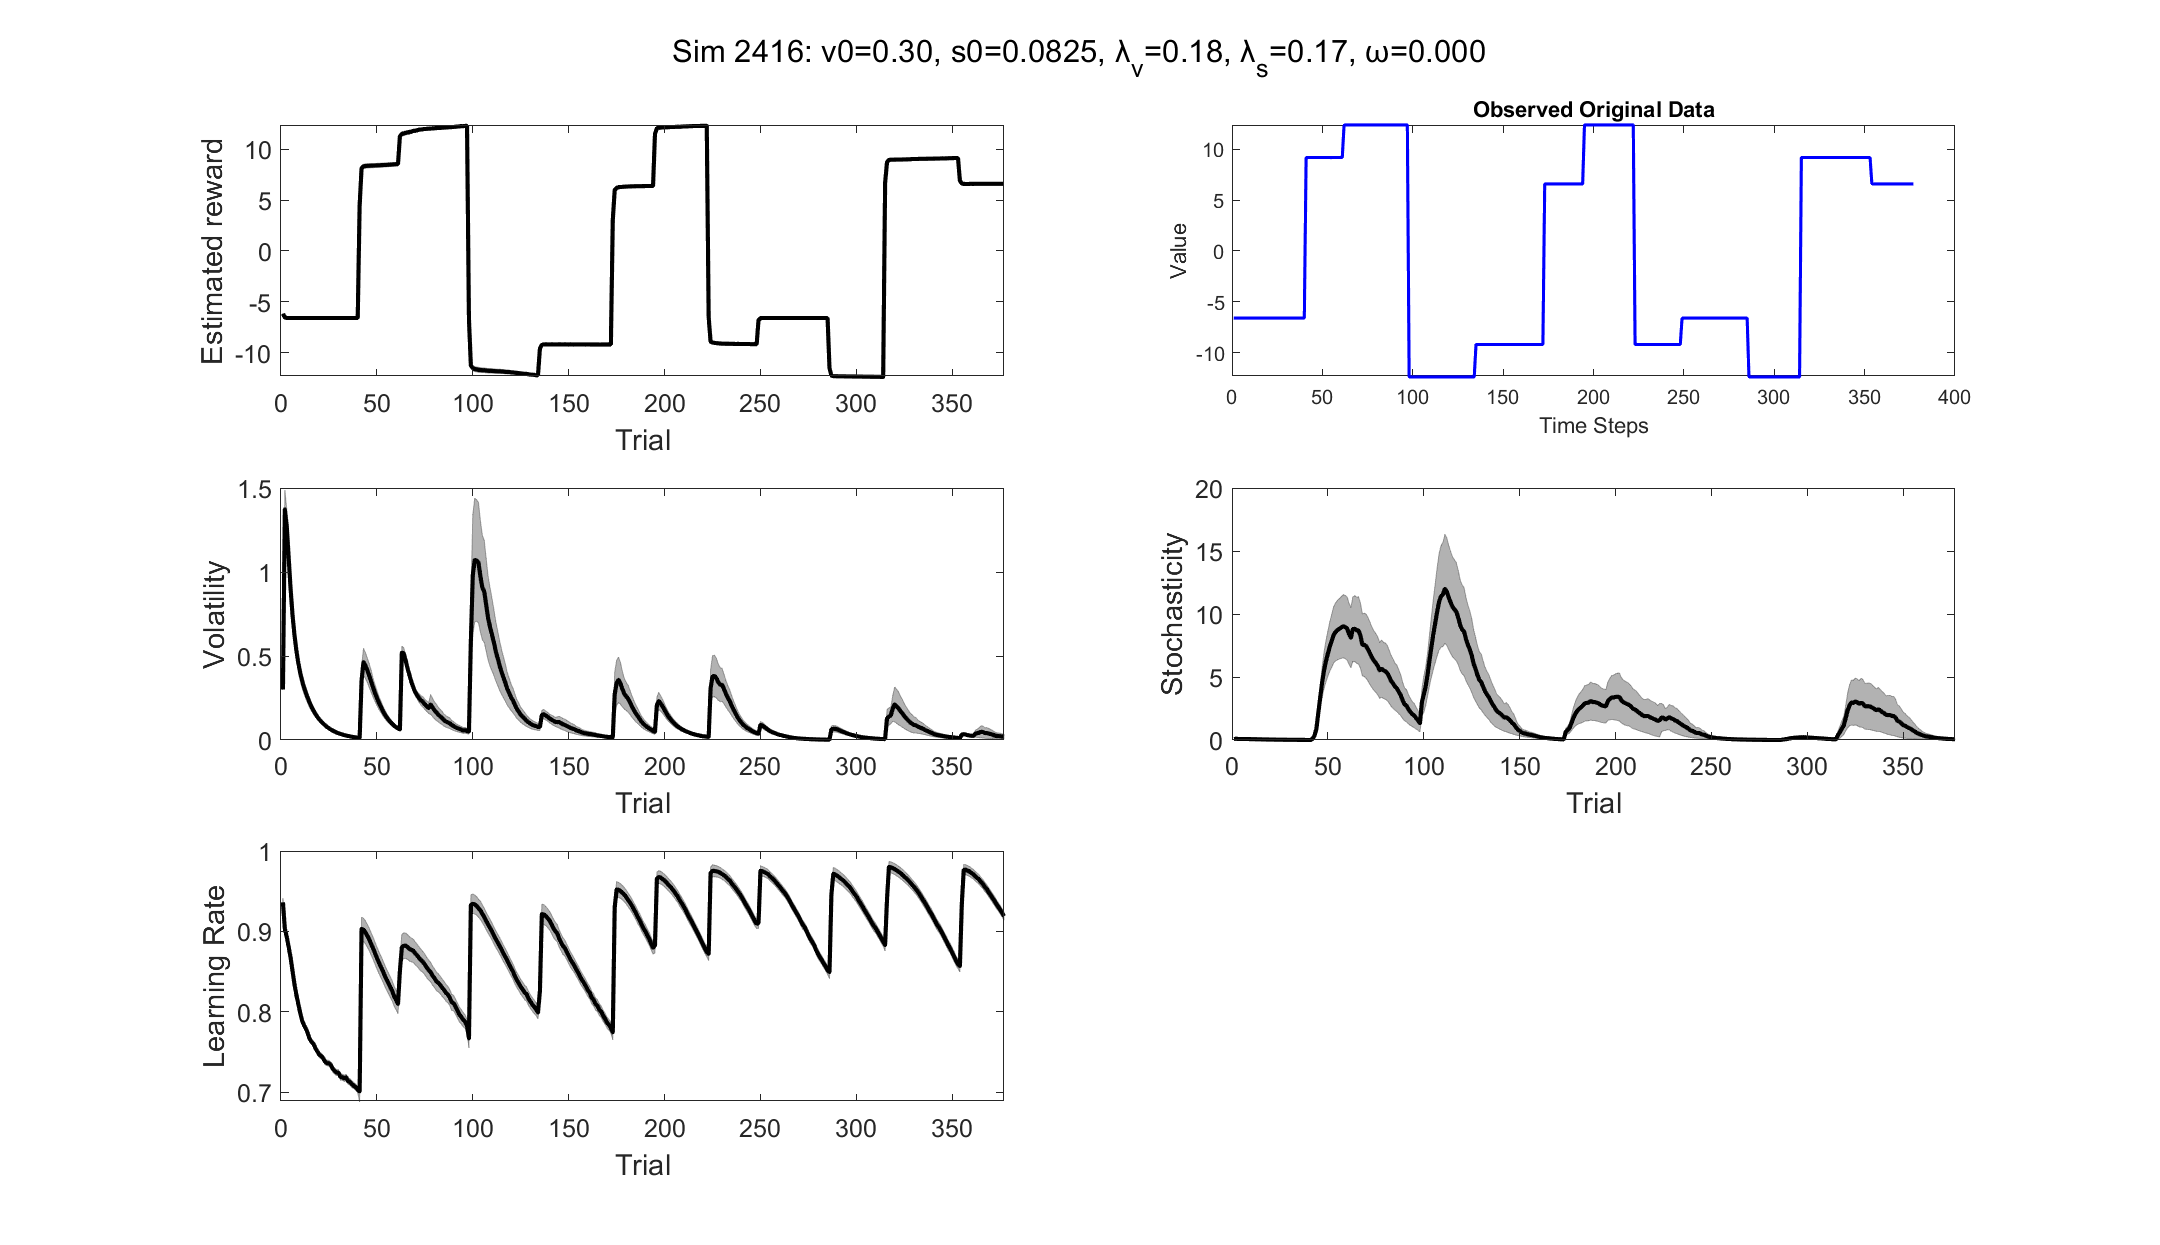 Sim 2416: v0=0.30, s0=0.0825, λv=0.18, λs=0.17, ω=0.000
Estimated reward
10
5
0
-5
-10
0 50 100 150 200 250 300 350
Trial
Observed Original Data
Value
10
5
0
-5
-10
0 50 100 150 200 250 300 350 400
Time Steps
Volatility
1.5
1
0.5
0
0 50 100 150 200 250 300 350
Trial
Stochasticity
20
15
10
5
0
0 50 100 150 200 250 300 350
Trial
Learning Rate
1
0.9
0.8
0.7
0 50 100 150 200 250 300 350
Trial